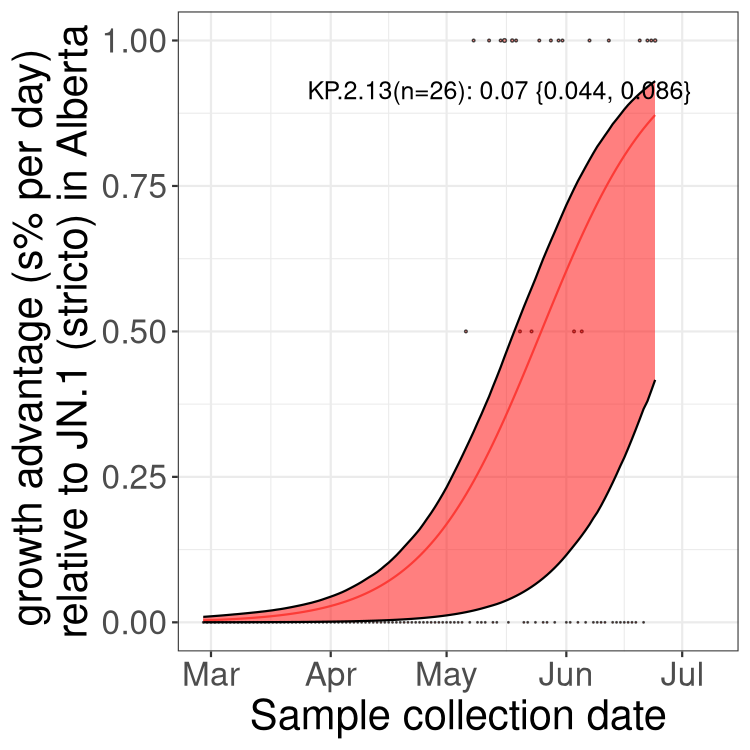 growth advantage (s% per day)
relative to JN.1 (stricto) in Alberta
1.00
0.75
0.50
0.25
0.00
KP.2.13(n=26): 0.07 {0.044, 0.086}
Mar Apr May Jun Jul
Sample collection date